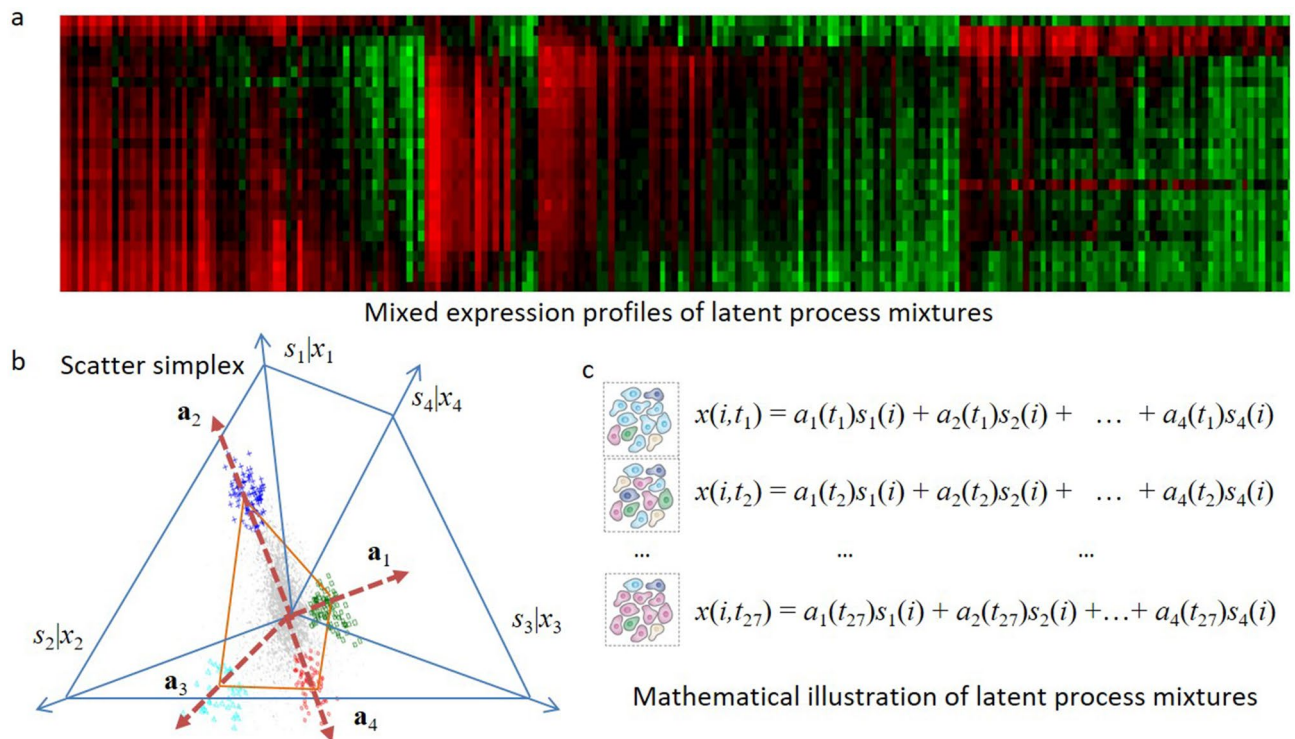 a
Mixed expression profiles of latent process mixtures
b
Scatter simplex
s₁|x₁
s₄|x₄
a₂
a₁
s₂|x₂
s₃|x₃
a₃
a₄
c
x(i,t₁) = a₁(t₁)s₁(i) + a₂(t₁)s₂(i) + … + a₄(t₁)s₄(i)
x(i,t₂) = a₁(t₂)s₁(i) + a₂(t₂)s₂(i) + … + a₄(t₂)s₄(i)
... ... ...
x(i,t₂₇) = a₁(t₂₇)s₁(i) + a₂(t₂₇)s₂(i) +…+ a₄(t₂₇)s₄(i)
Mathematical illustration of latent process mixtures